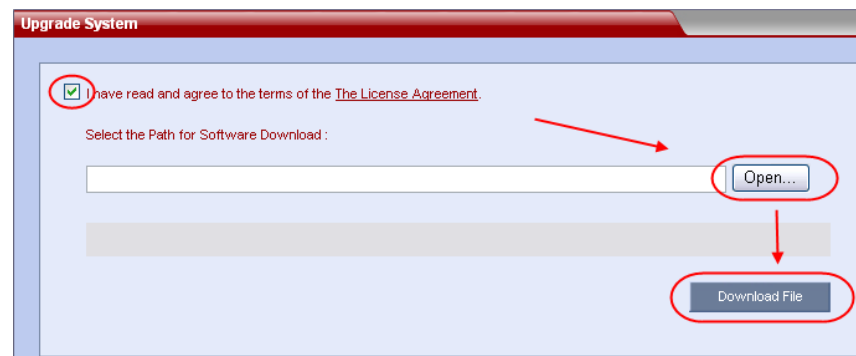 Upgrade System
I have read and agree to the terms of the The License Agreement.
Select the Path for Software Download :
Open...
Download File